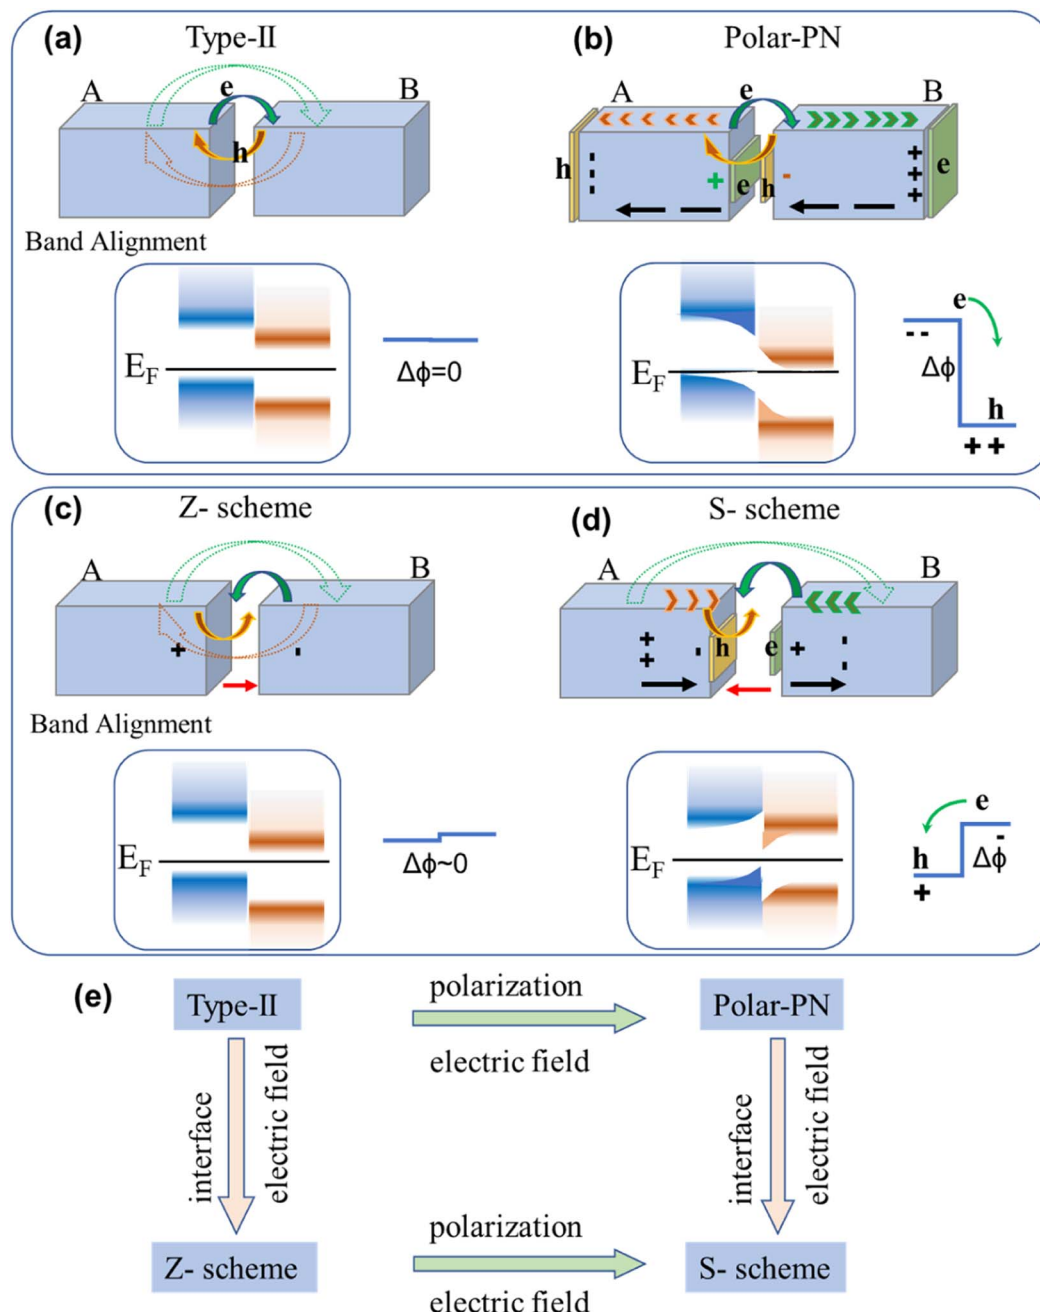 (a)
Type-II
A
e
B
h
Band Alignment
E_F
Δϕ=0
(b)
Polar-PN
A
e
B
h
- - -
+
e
h
-
+++
e
E_F
e
--
Δϕ
h
++
(c)
Z- scheme
A
B
+
-
Band Alignment
E_F
Δϕ~0
(d)
S- scheme
A
B
++
-
h
e
+
- -
E_F
e
h
-
Δϕ
+
(e)
Type-II
polarization
electric field
Polar-PN
interface
electric field
interface
electric field
Z- scheme
polarization
electric field
S- scheme